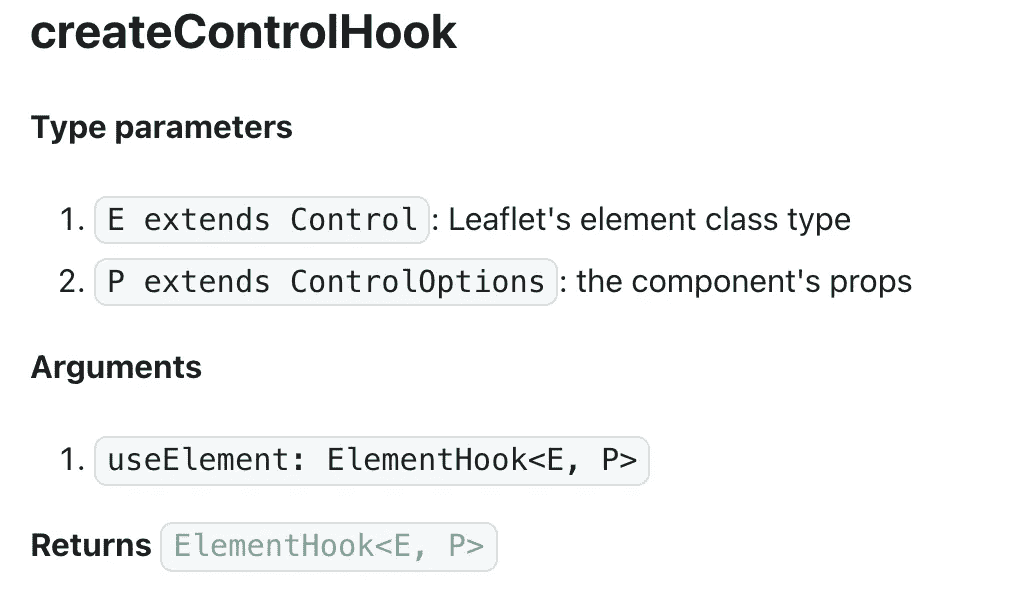 createControlHook
Type parameters
1. E extends Control: Leaflet's element class type
2. P extends ControlOptions: the component's props
Arguments
1. useElement: ElementHook<E, P>
Returns ElementHook<E, P>